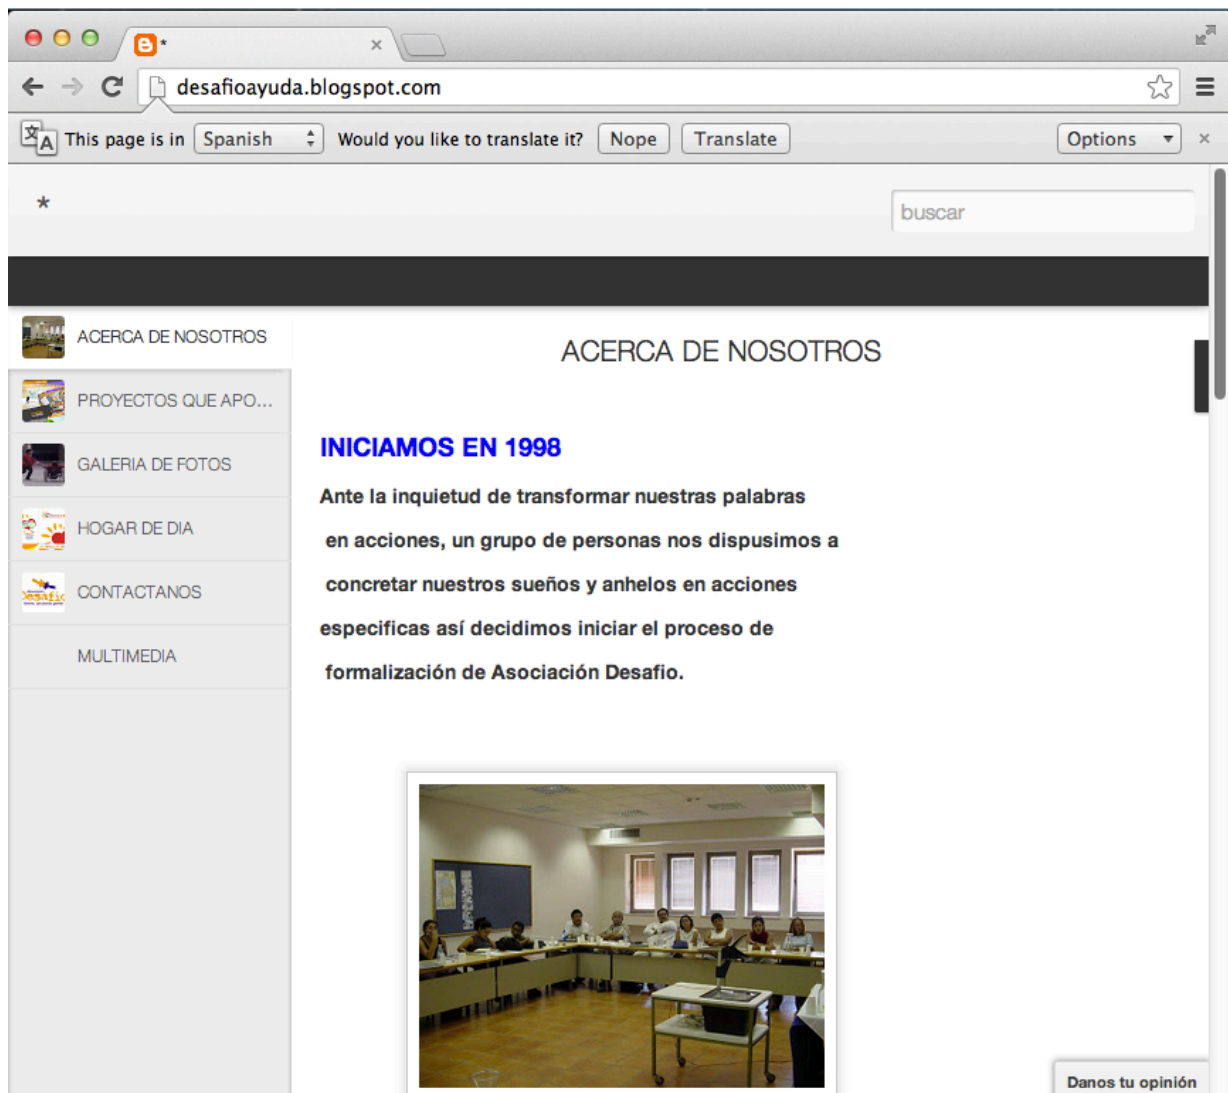 *
desafioayuda.blogspot.com
This page is in Spanish Would you like to translate it? Nope Translate Options
*
buscar
ACERCA DE NOSOTROS
PROYECTOS QUE APO...
GALERIA DE FOTOS
HOGAR DE DIA
CONTACTANOS
MULTIMEDIA
ACERCA DE NOSOTROS
INICIAMOS EN 1998
Ante la inquietud de transformar nuestras palabras
en acciones, un grupo de personas nos dispusimos a
concretar nuestros sueños y anhelos en acciones
especificas así decidimos iniciar el proceso de
formalización de Asociación Desafio.
Danos tu opinión